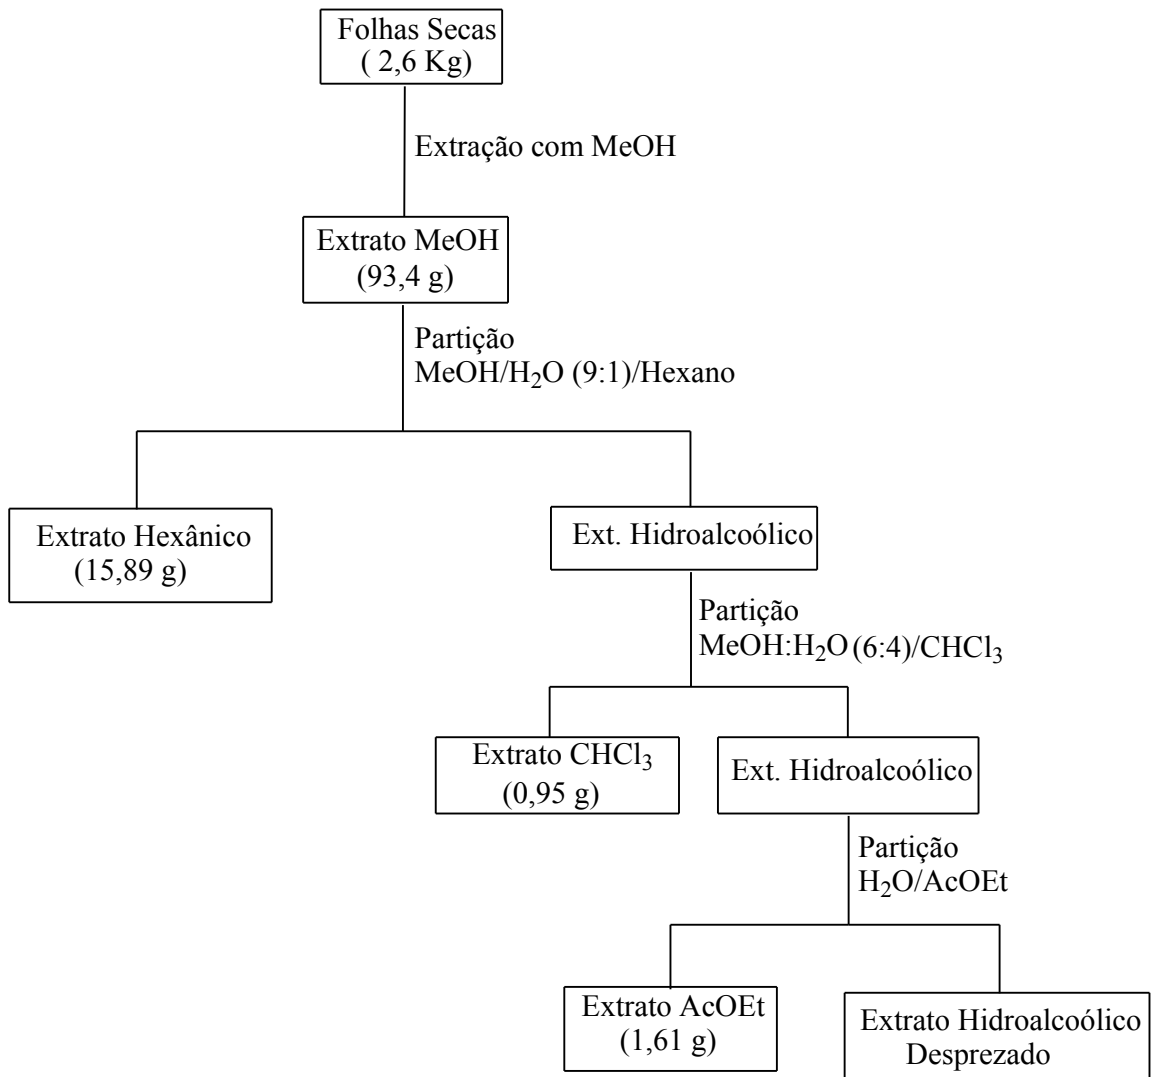 Folhas Secas
( 2,6 Kg)
Extração com MeOH
Extrato MeOH
(93,4 g)
Partição
MeOH/H₂O (9:1)/Hexano
Extrato Hexânico
(15,89 g)
Ext. Hidroalcoólico
Partição
MeOH:H₂O (6:4)/CHCl₃
Extrato CHCl₃
(0,95 g)
Ext. Hidroalcoólico
Partição
H₂O/AcOEt
Extrato AcOEt
(1,61 g)
Extrato Hidroalcoólico
Desprezado